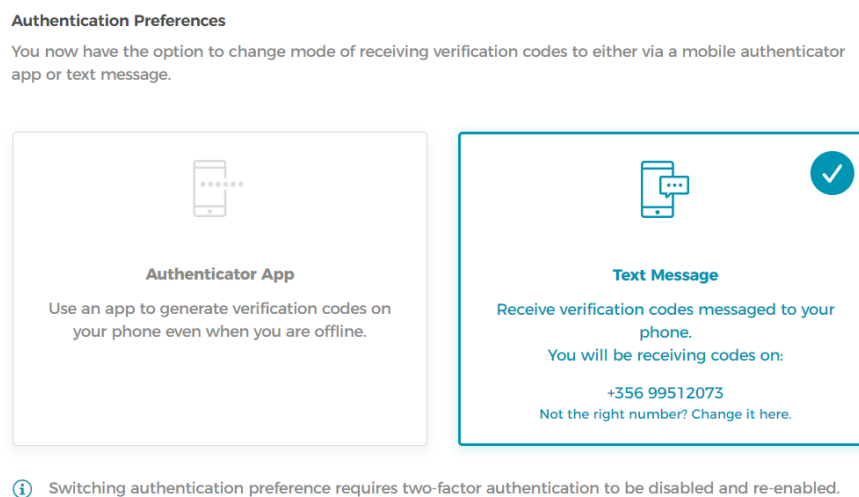 Authentication Preferences
You now have the option to change mode of receiving verification codes to either via a mobile authenticator
app or text message.
Authenticator App
Use an app to generate verification codes on
your phone even when you are offline.
Text Message
Receive verification codes messaged to your
phone.
You will be receiving codes on:
+356 99512073
Not the right number? Change it here.
Switching authentication preference requires two-factor authentication to be disabled and re-enabled.